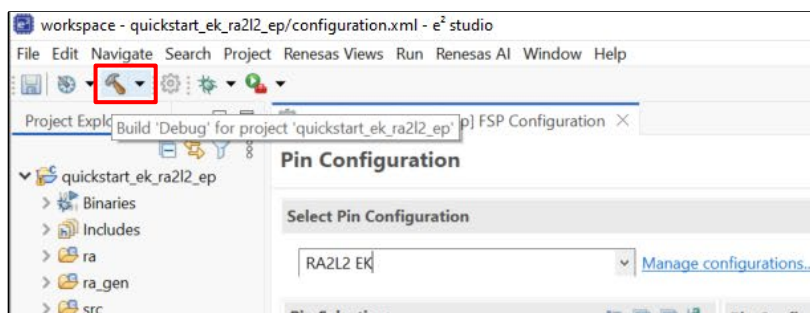 workspace - quickstart_ek_ra2l2_ep/configuration.xml - e² studio
File Edit Navigate Search Project Renesas Views Run Renesas AI Window Help
Project Explo
Build 'Debug' for project 'quickstart_ek_ra2l2_ep'
p] FSP Configuration
quickstart_ek_ra2l2_ep
Binaries
Includes
ra
ra_gen
src
Pin Configuration
Select Pin Configuration
RA2L2 EK
Manage configurations..